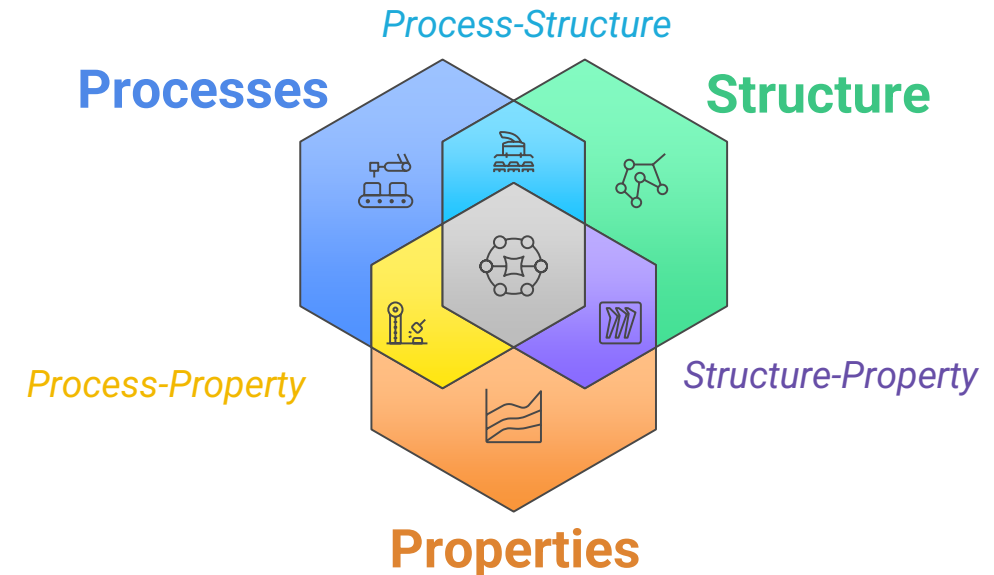 Process-Structure
Processes
Structure
Process-Property
Structure-Property
Properties